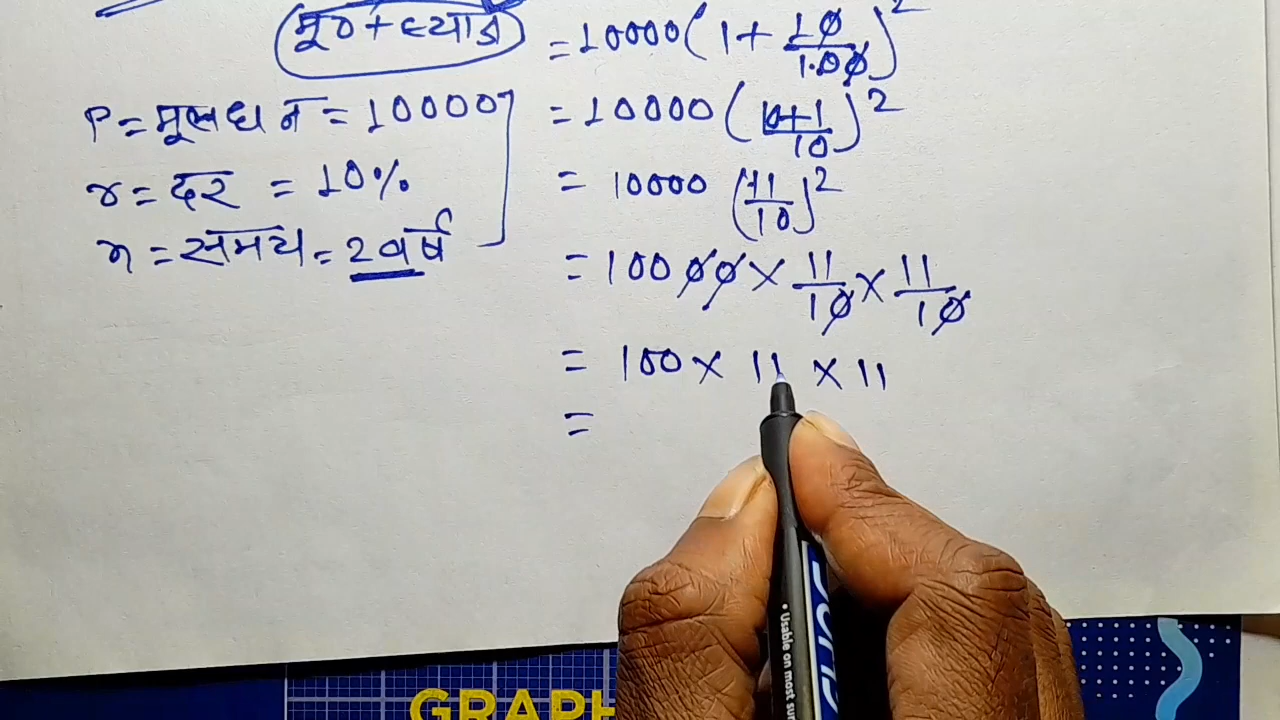 (मू० + ब्याज)
P = मूलधन = 10000
r = दर = 10%
n = समय = 2 वर्ष
= 10000 (1 + 10/100)²
= 10000 (10+1/10)²
= 10000 (11/10)²
= 10000 × 11/10 × 11/10
= 100 × 11 × 11
=
• Usable on most sur
GRAPH